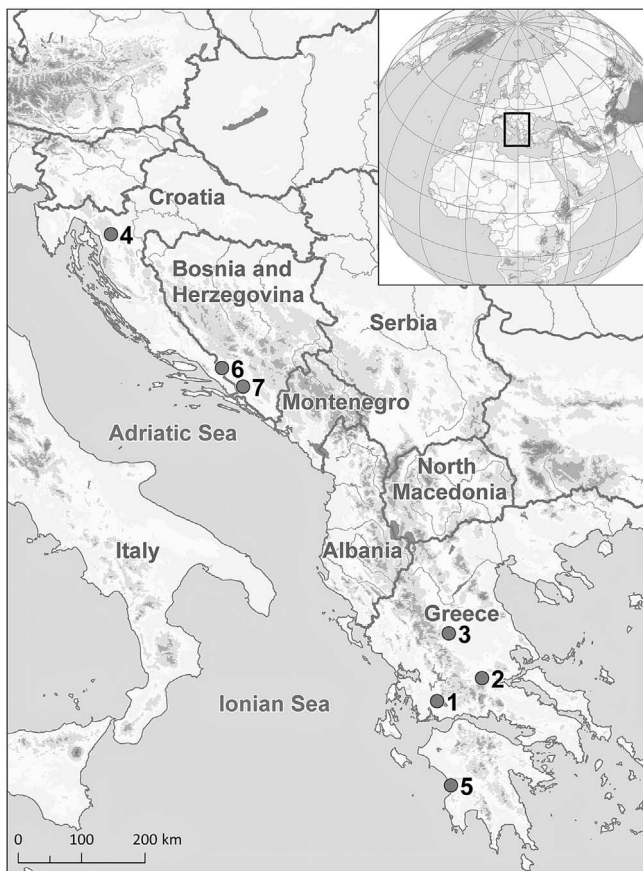 Croatia
4
Bosnia and
Herzegovina
Serbia
6
7
Montenegro
Adriatic Sea
North
Macedonia
Italy
Albania
Greece
3
2
1
Ionian Sea
5
0 100 200 km